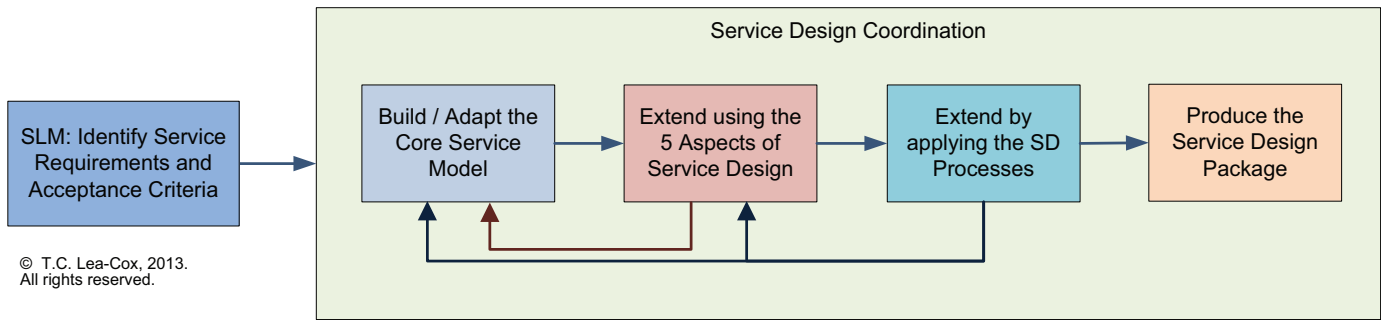 Service Design Coordination
SLM: Identify Service
Requirements and
Acceptance Criteria
Build / Adapt the
Core Service
Model
Extend using the
5 Aspects of
Service Design
Extend by
applying the SD
Processes
Produce the
Service Design
Package
© T.C. Lea-Cox, 2013.
All rights reserved.